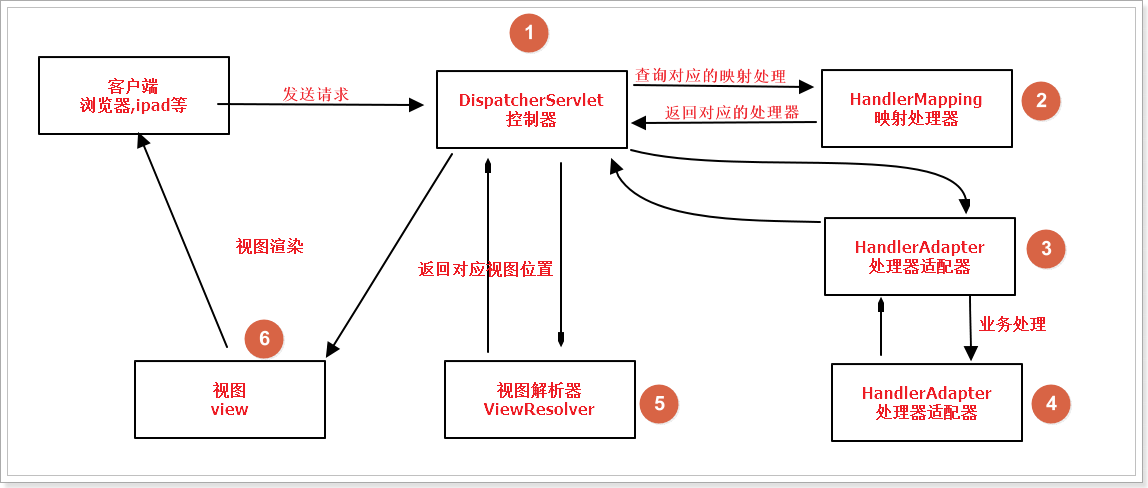 1
客户端
浏览器,ipad等
发送请求
DispatcherServlet
控制器
查询对应的映射处理
返回对应的处理器
HandlerMapping
映射处理器
2
HandlerAdapter
处理器适配器
3
视图渲染
返回对应视图位置
业务处理
6
视图
view
视图解析器
ViewResolver
5
HandlerAdapter
处理器适配器
4